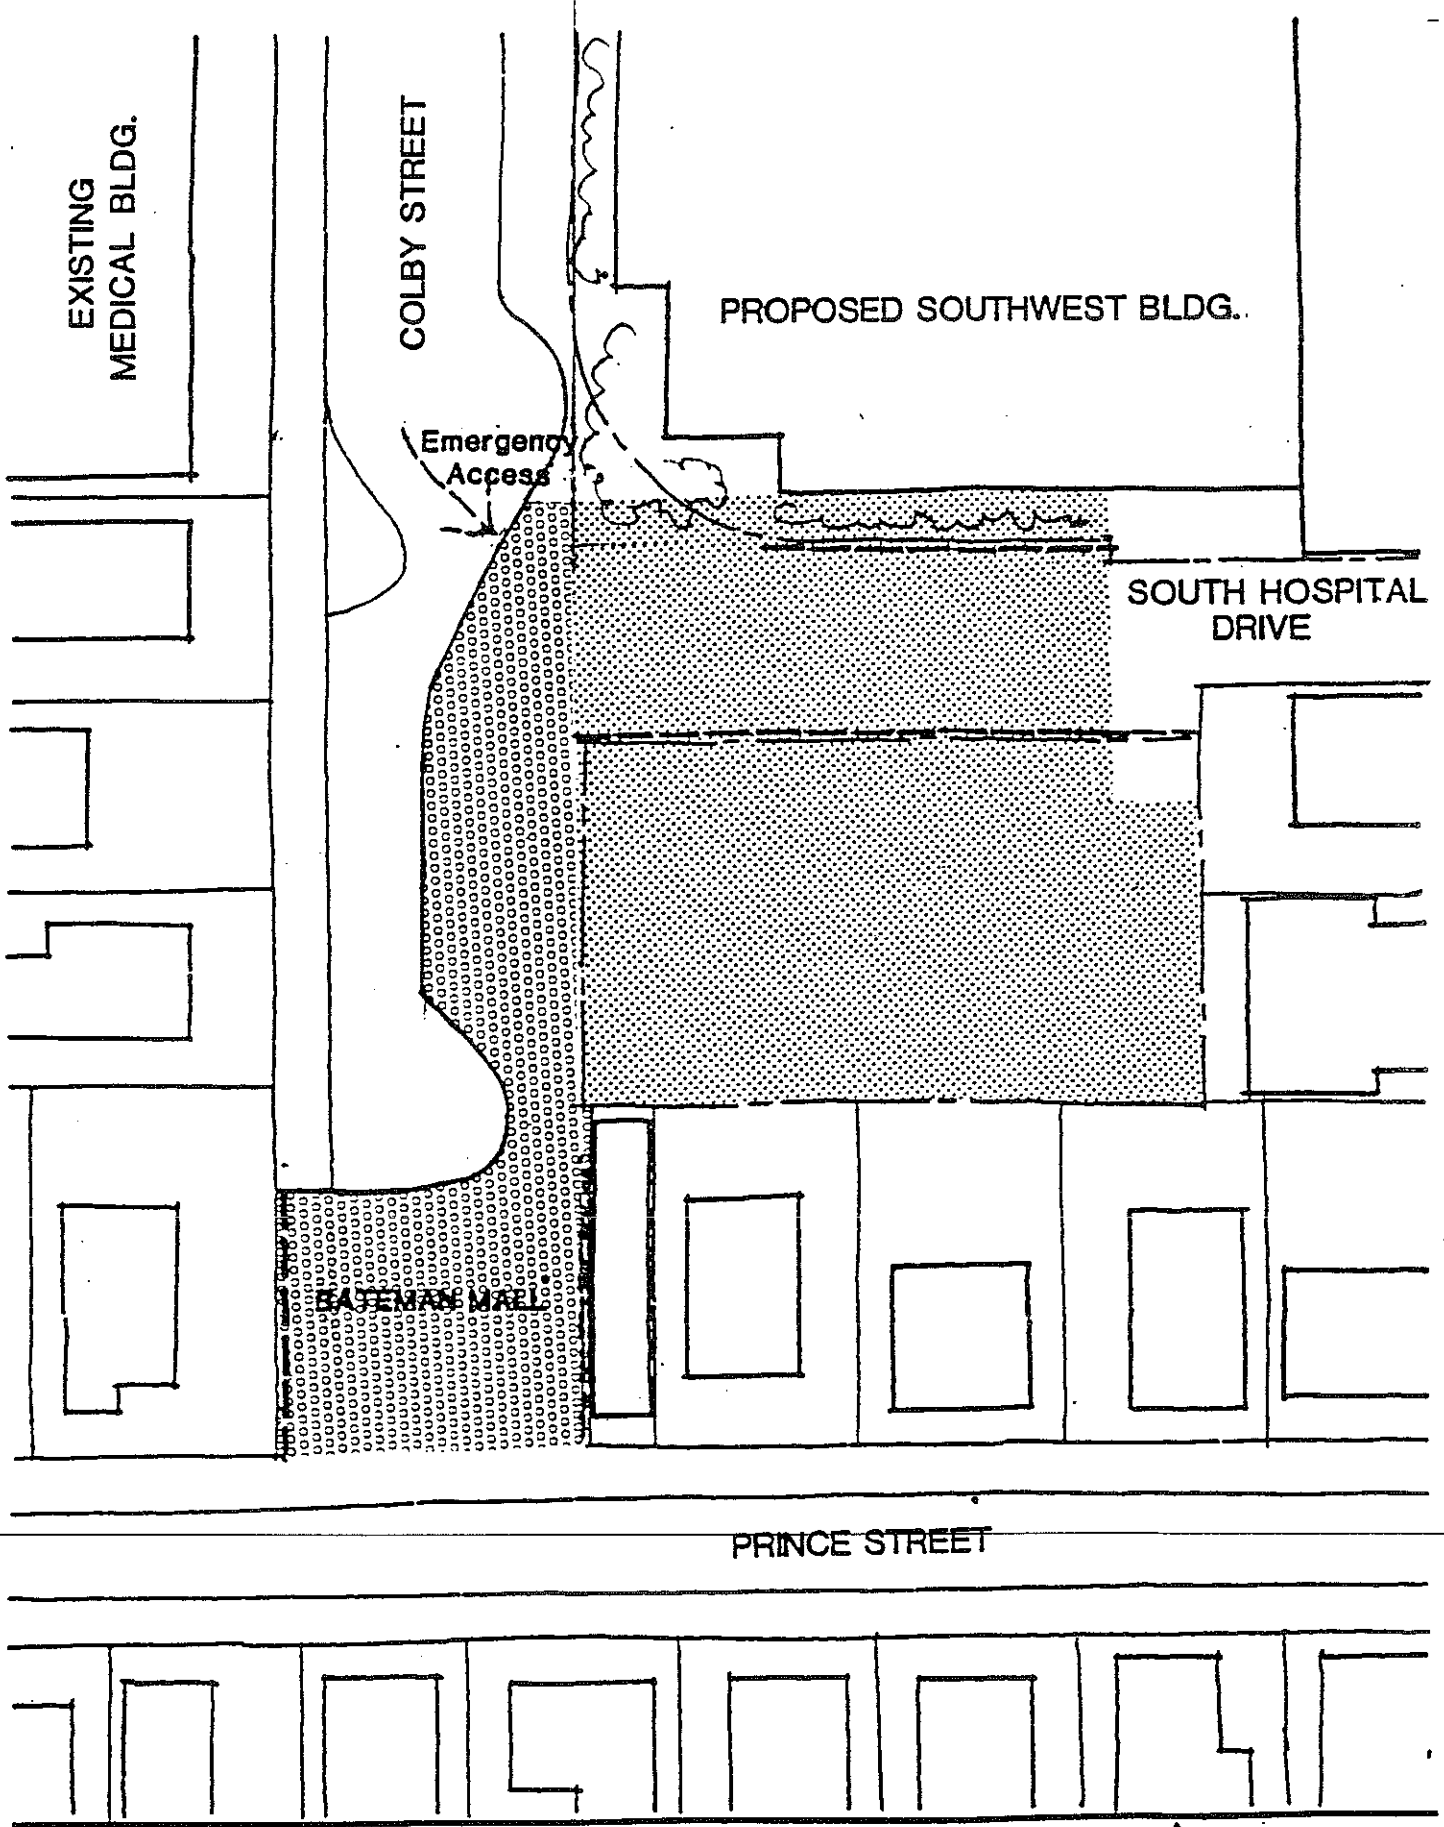 EXISTING
MEDICAL BLDG.
COLBY STREET
PROPOSED SOUTHWEST BLDG.
Emergency
Access
SOUTH HOSPITAL
DRIVE
BATEMAN MALL
PRINCE STREET